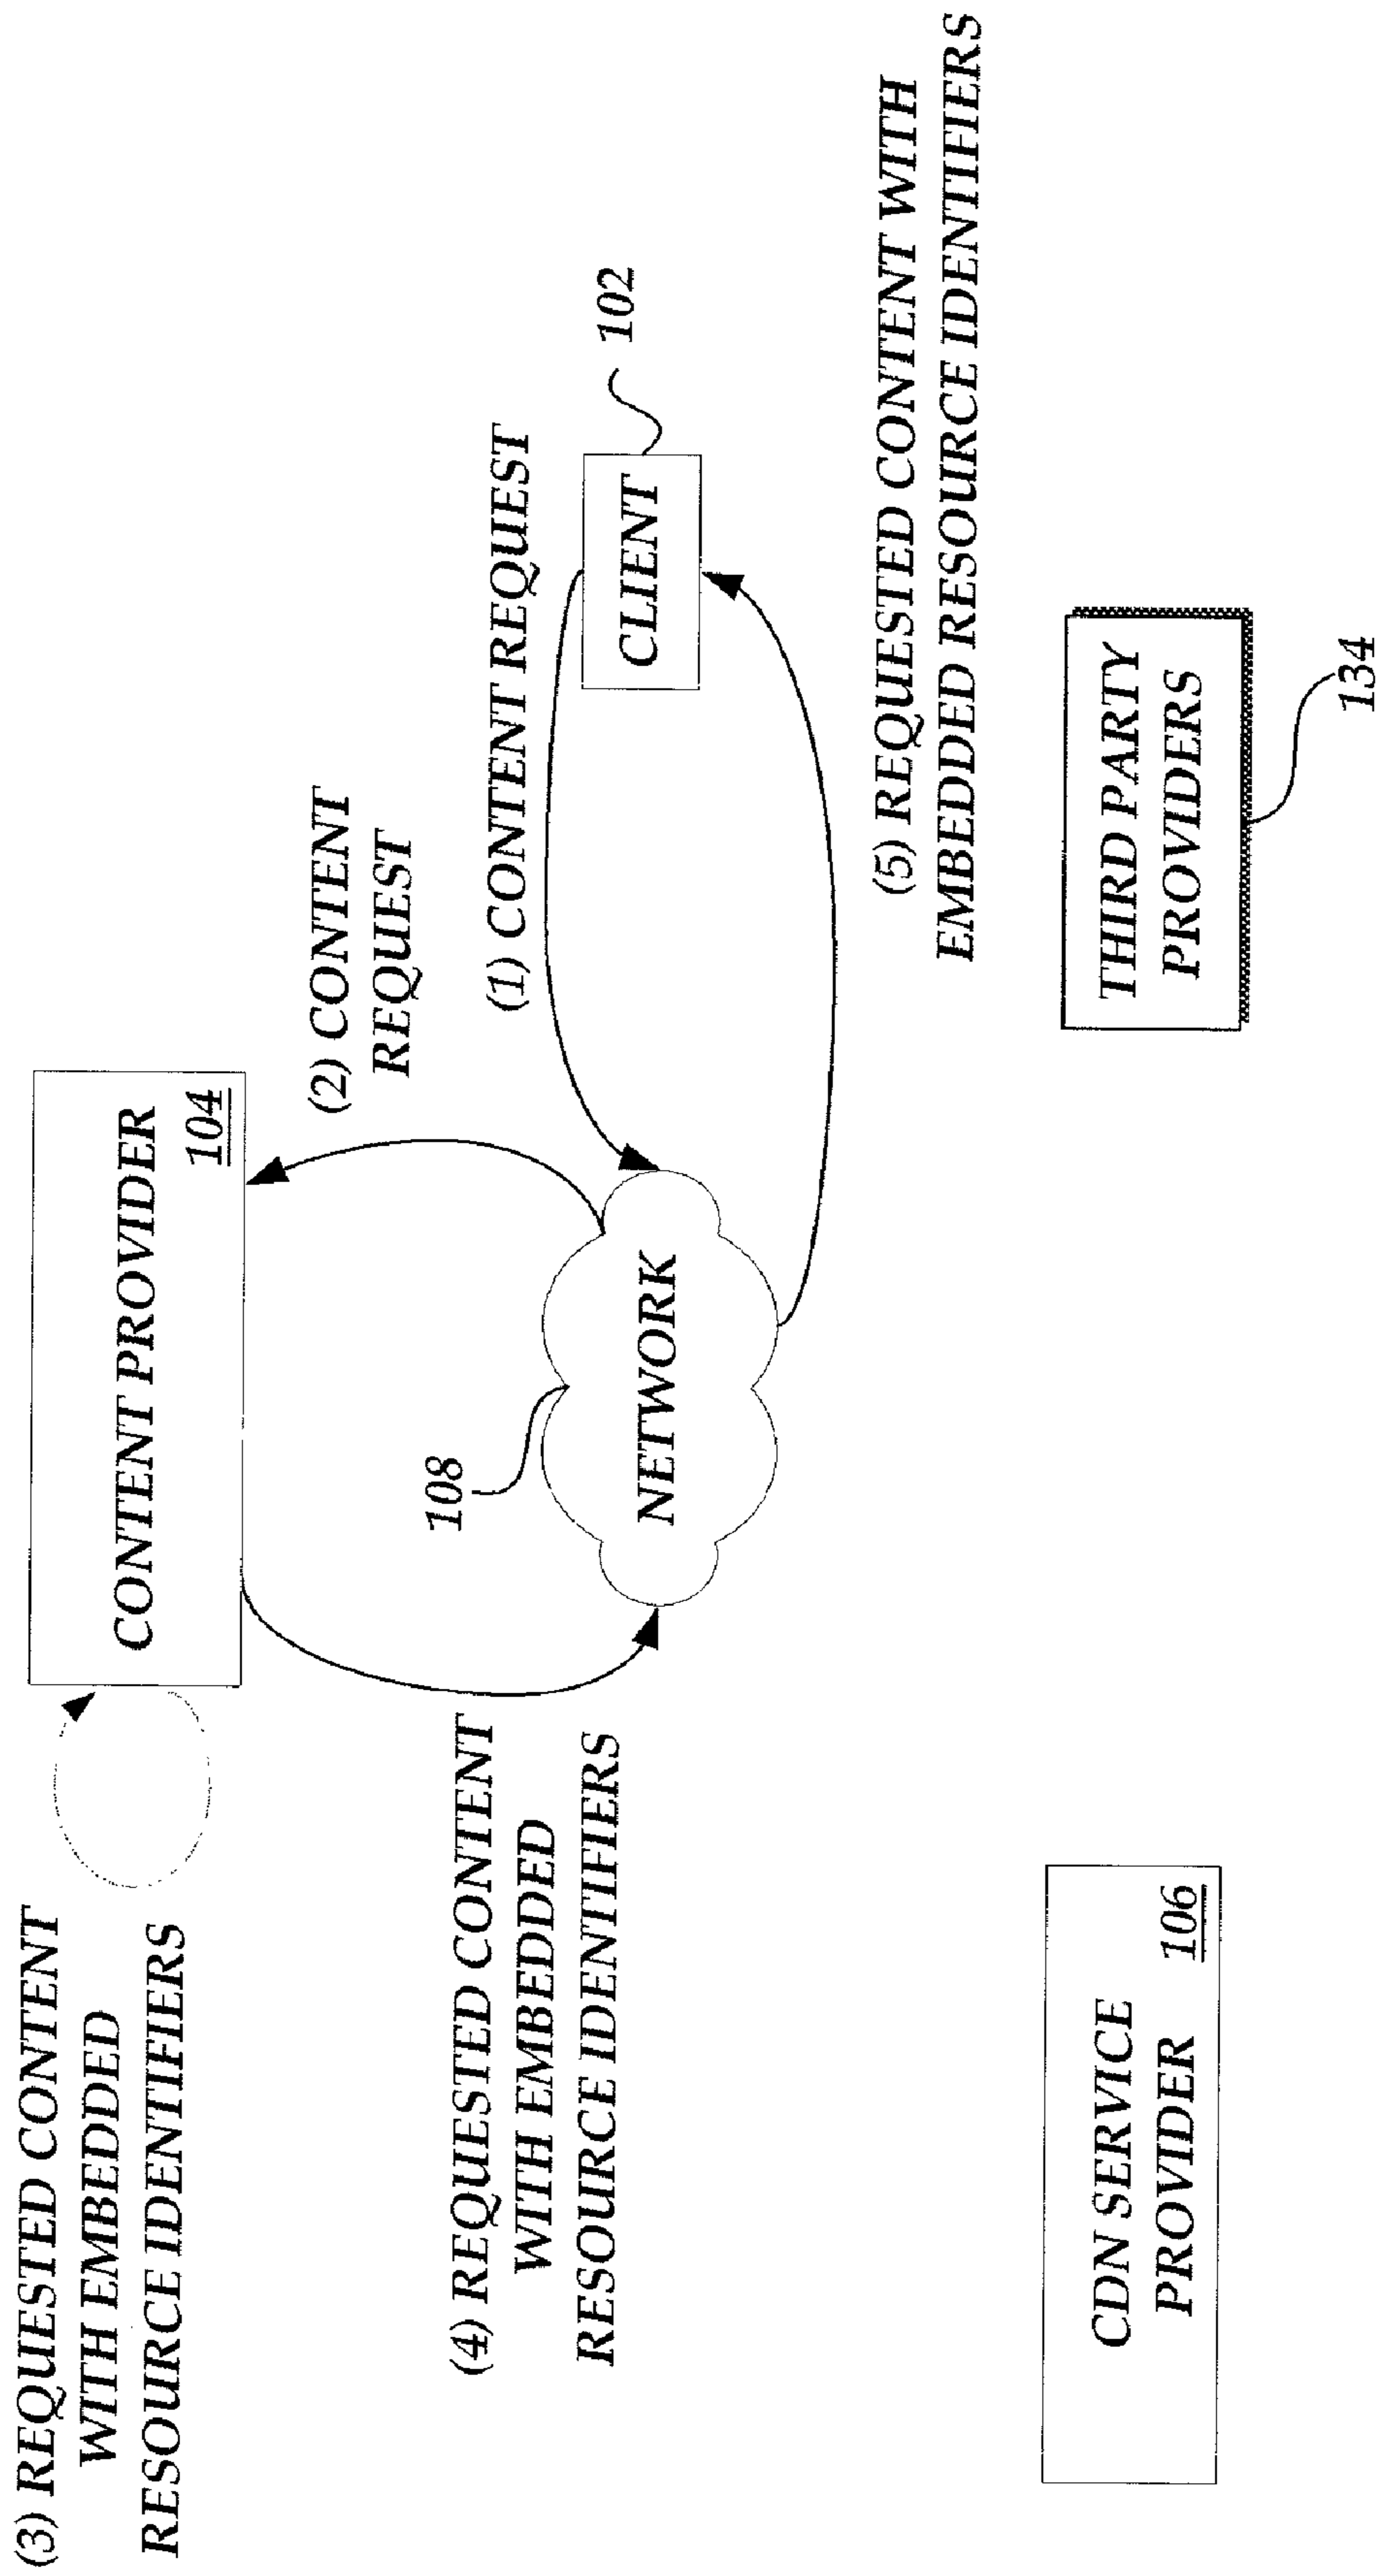 (3) REQUESTED CONTENT
WITH EMBEDDED
RESOURCE IDENTIFIERS
CONTENT PROVIDER
104
(2) CONTENT
REQUEST
(4) REQUESTED CONTENT
WITH EMBEDDED
RESOURCE IDENTIFIERS
108
NETWORK
(1) CONTENT REQUEST
CLIENT
102
(5) REQUESTED CONTENT WITH
EMBEDDED RESOURCE IDENTIFIERS
CDN SERVICE
PROVIDER
106
THIRD PARTY
PROVIDERS
134